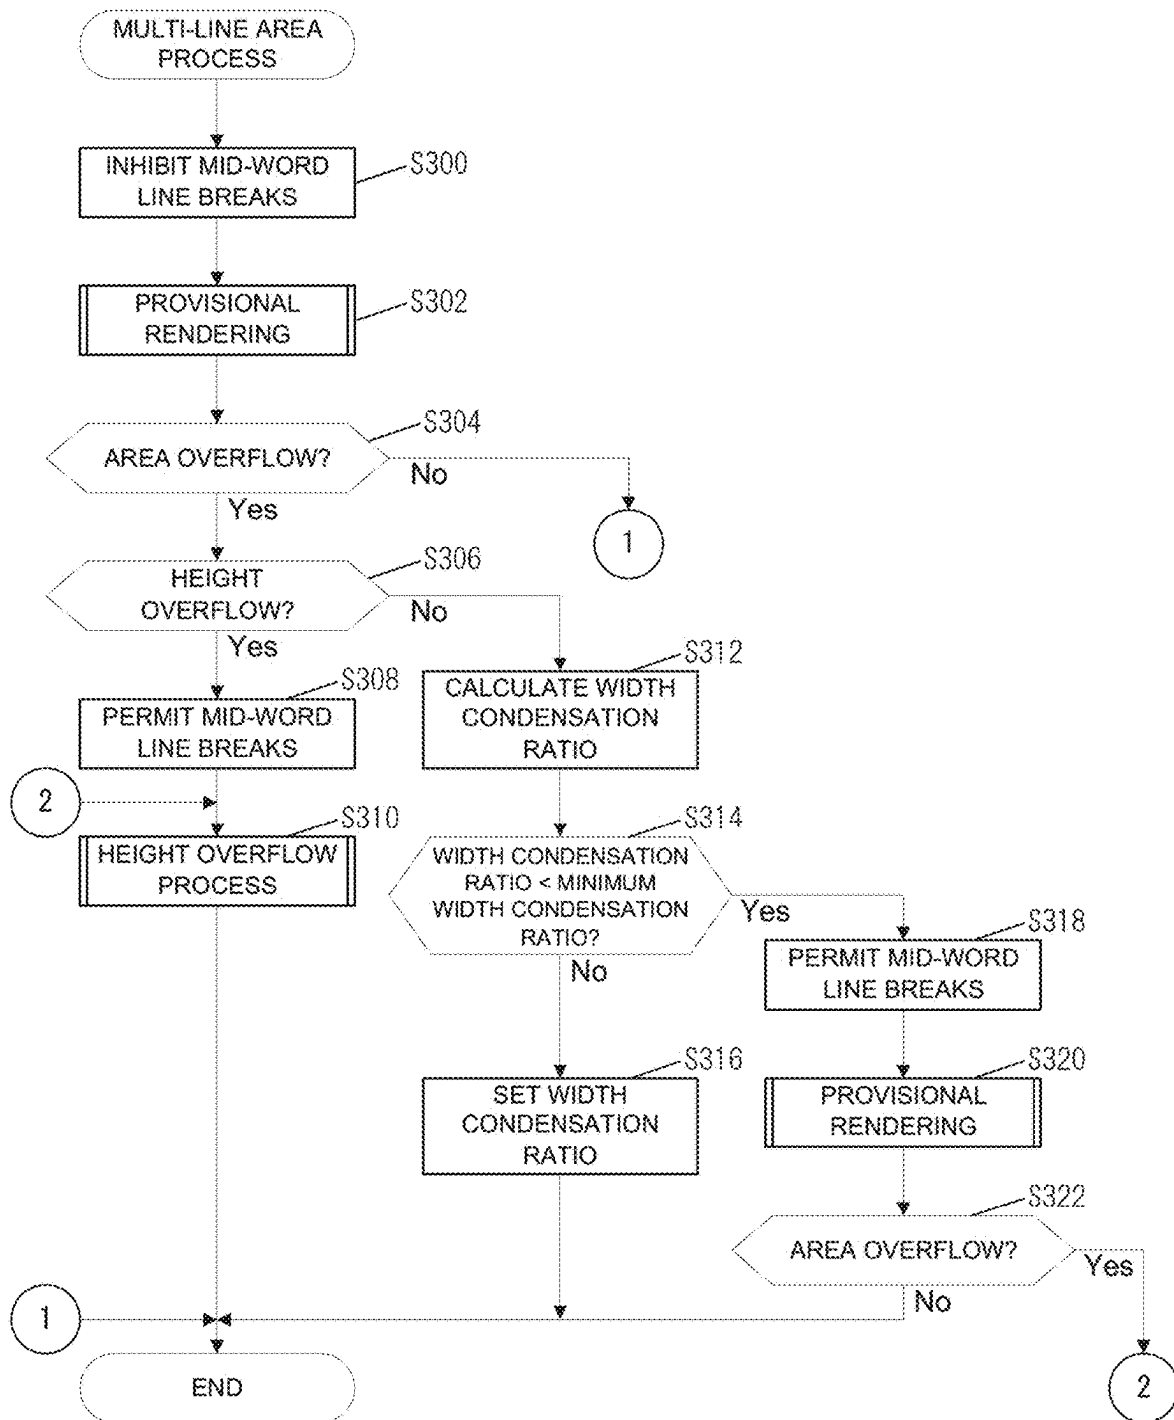 MULTI-LINE AREA
PROCESS
INHIBIT MID-WORD
LINE BREAKS
S300
PROVISIONAL
RENDERING
S302
AREA OVERFLOW?
S304
No
Yes
1
HEIGHT
OVERFLOW?
S306
No
Yes
PERMIT MID-WORD
LINE BREAKS
S308
CALCULATE WIDTH
CONDENSATION
RATIO
S312
2
HEIGHT OVERFLOW
PROCESS
S310
WIDTH CONDENSATION
RATIO < MINIMUM
WIDTH CONDENSATION
RATIO?
S314
Yes
No
PERMIT MID-WORD
LINE BREAKS
S318
SET WIDTH
CONDENSATION
RATIO
S316
PROVISIONAL
RENDERING
S320
AREA OVERFLOW?
S322
Yes
No
1
END
2